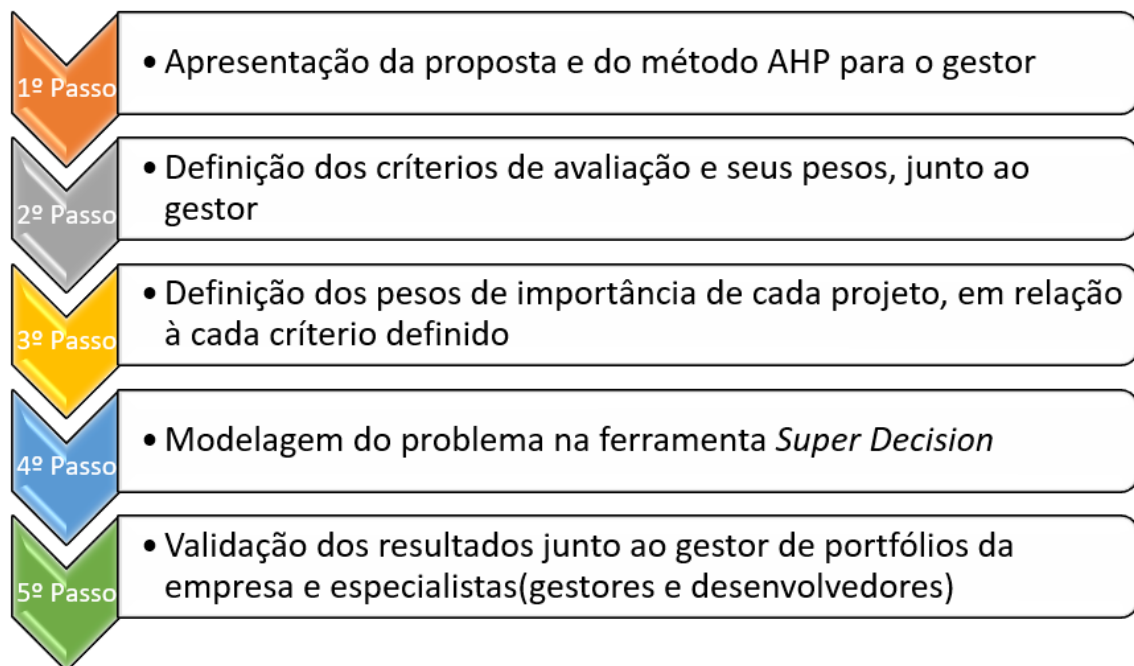 1º Passo
• Apresentação da proposta e do método AHP para o gestor
2º Passo
• Definição dos críterios de avaliação e seus pesos, junto ao
gestor
3º Passo
• Definição dos pesos de importância de cada projeto, em relação
à cada críterio definido
4º Passo
• Modelagem do problema na ferramenta Super Decision
5º Passo
• Validação dos resultados junto ao gestor de portfólios da
empresa e especialistas(gestores e desenvolvedores)